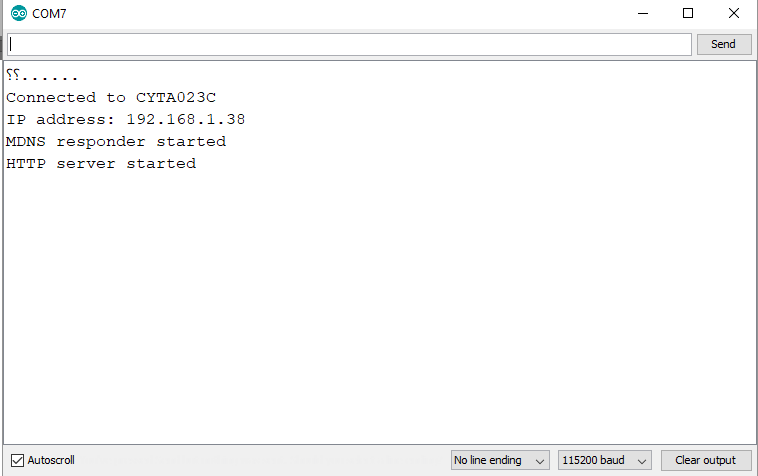 COM7
Send
⸮⸮......
Connected to CYTA023C
IP address: 192.168.1.38
MDNS responder started
HTTP server started
Autoscroll
No line ending
115200 baud
Clear output